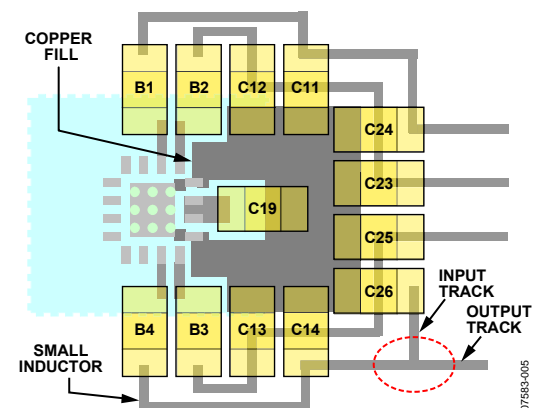 COPPER
FILL
B1
B2
C12
C11
C24
C23
C19
C25
C26
INPUT
TRACK
OUTPUT
TRACK
B4
B3
C13
C14
SMALL
INDUCTOR
07583-005